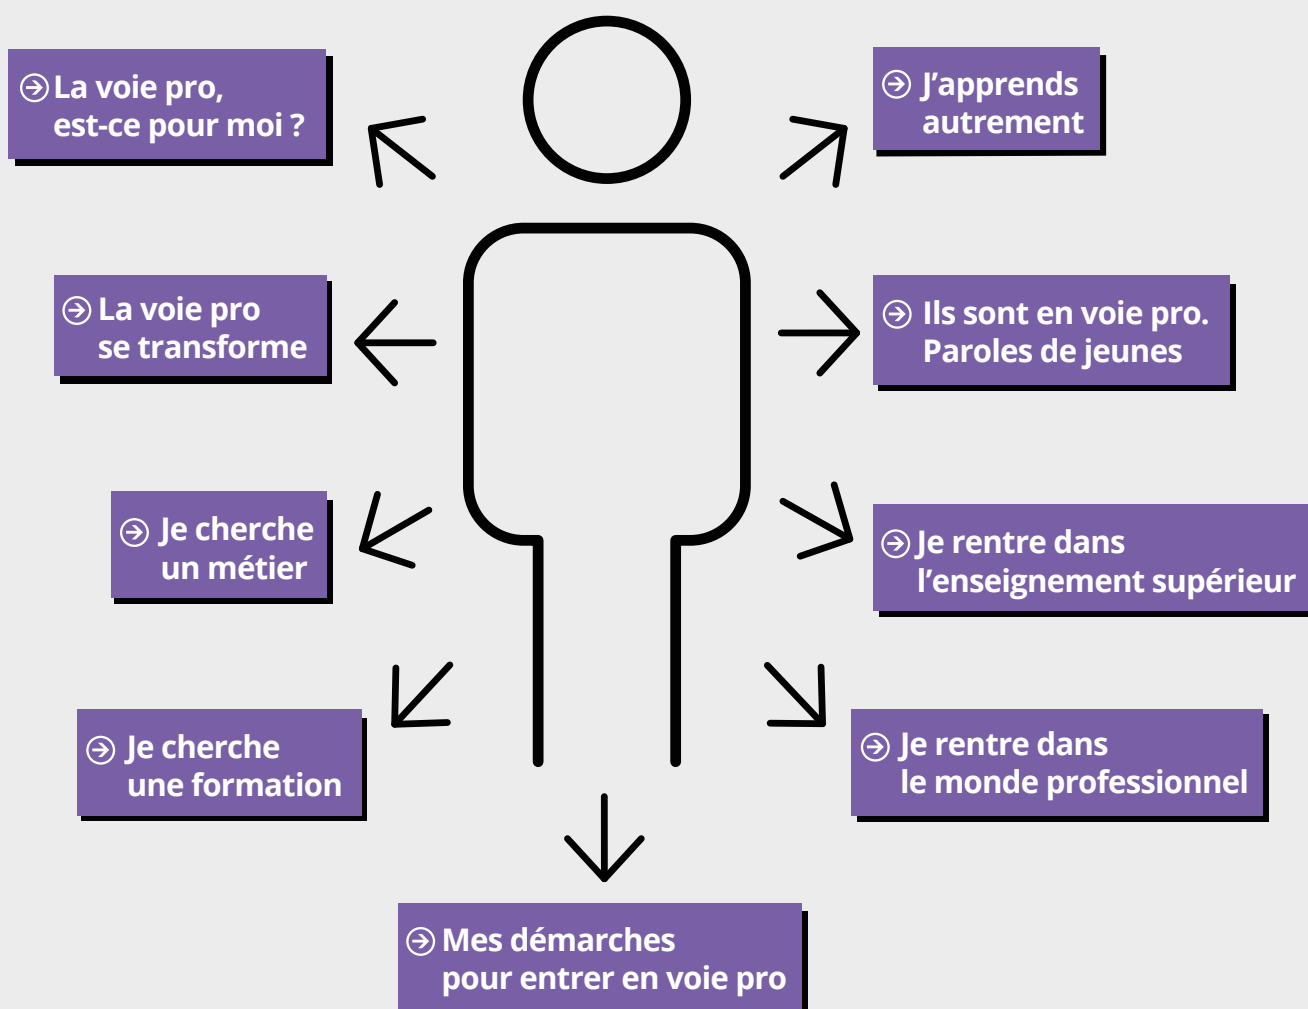 La voie pro,
est-ce pour moi ?
J’apprends
autrement
La voie pro
se transforme
Ils sont en voie pro.
Paroles de jeunes
Je cherche
un métier
Je rentre dans
l’enseignement supérieur
Je cherche
une formation
Je rentre dans
le monde professionnel
Mes démarches
pour entrer en voie pro